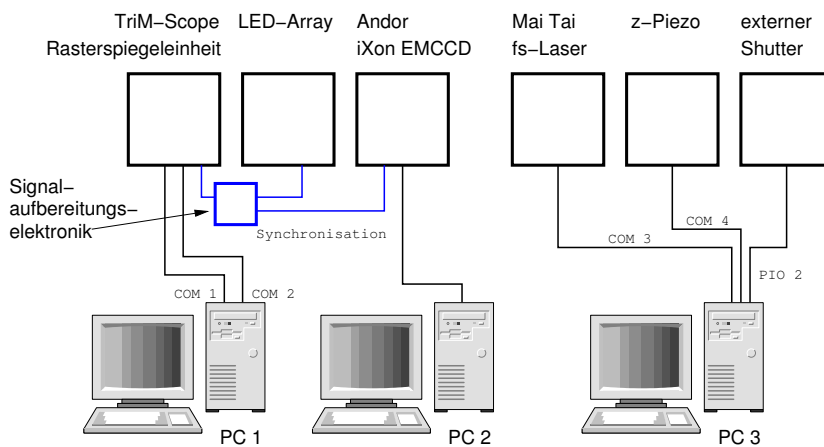 TriM−Scope
Rasterspiegeleinheit
LED−Array
Andor
iXon EMCCD
Mai Tai
fs−Laser
z−Piezo
externer
Shutter
Signal−
aufbereitungs−
elektronik
Synchronisation
COM 3
COM 4
PIO 2
COM 1
COM 2
PC 1
PC 2
PC 3